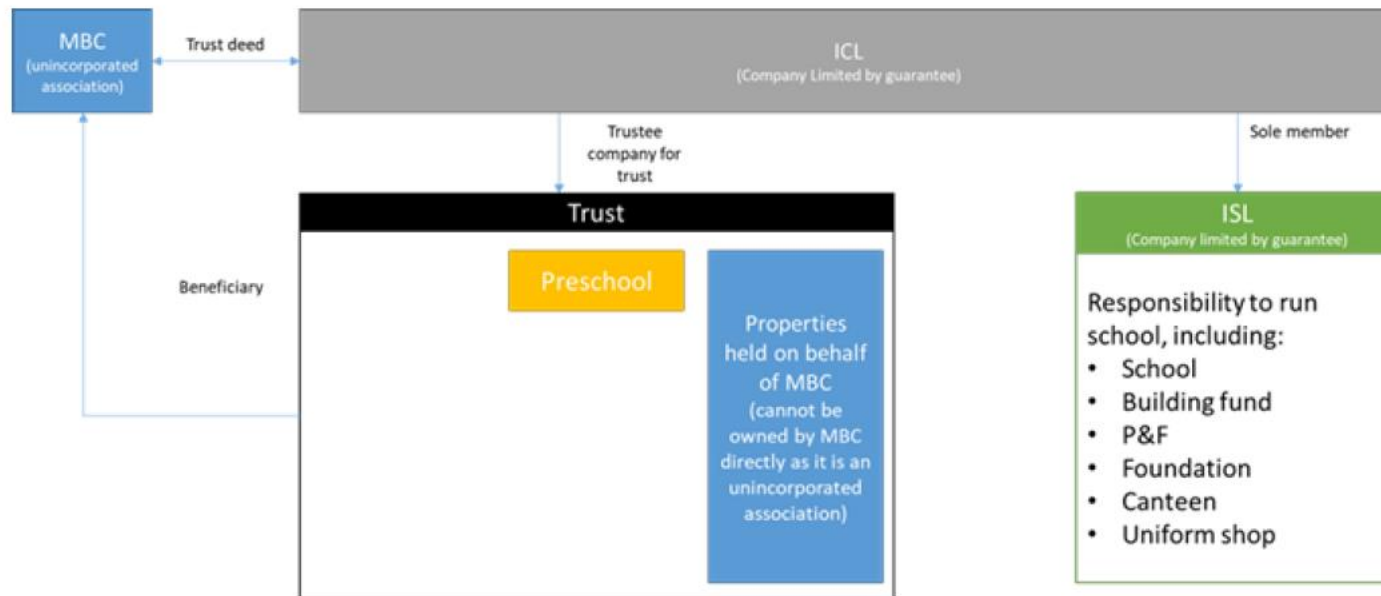 MBC
(unincorporated
association)
Trust deed
ICL
(Company Limited by guarantee)
Trustee
company for
trust
Sole member
Trust
Preschool
Properties
held on behalf
of MBC
(cannot be
owned by MBC
directly as it is an
unincorporated
association)
Beneficiary
ISL
(Company limited by guarantee)
Responsibility to run
school, including:
• School
• Building fund
• P&F
• Foundation
• Canteen
• Uniform shop